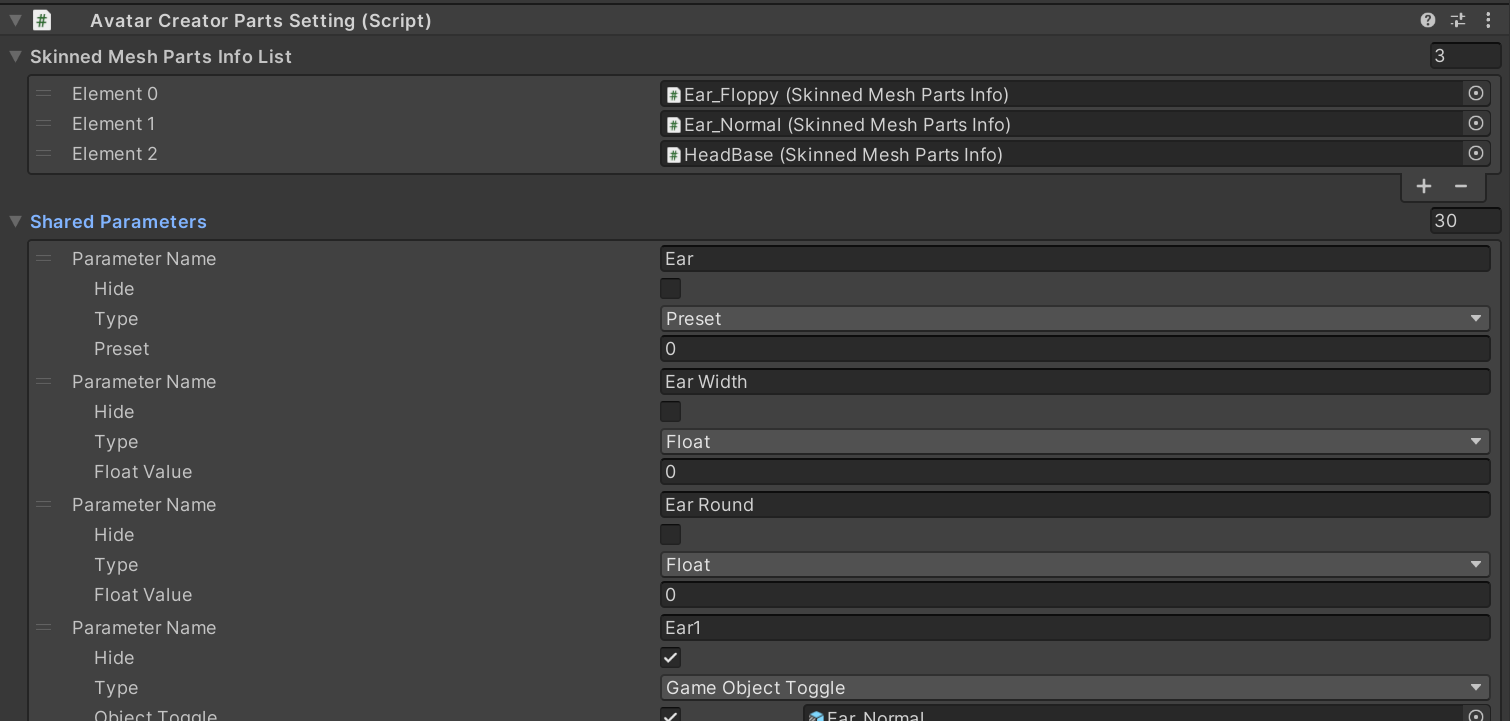 Avatar Creator Parts Setting (Script)
Skinned Mesh Parts Info List 3
Element 0 Ear_Floppy (Skinned Mesh Parts Info)
Element 1 Ear_Normal (Skinned Mesh Parts Info)
Element 2 HeadBase (Skinned Mesh Parts Info)
+ −
Shared Parameters 30
Parameter Name Ear
Hide
Type Preset
Preset 0
Parameter Name Ear Width
Hide
Type Float
Float Value 0
Parameter Name Ear Round
Hide
Type Float
Float Value 0
Parameter Name Ear1
Hide
Type Game Object Toggle
Object Toggle Ear_Normal